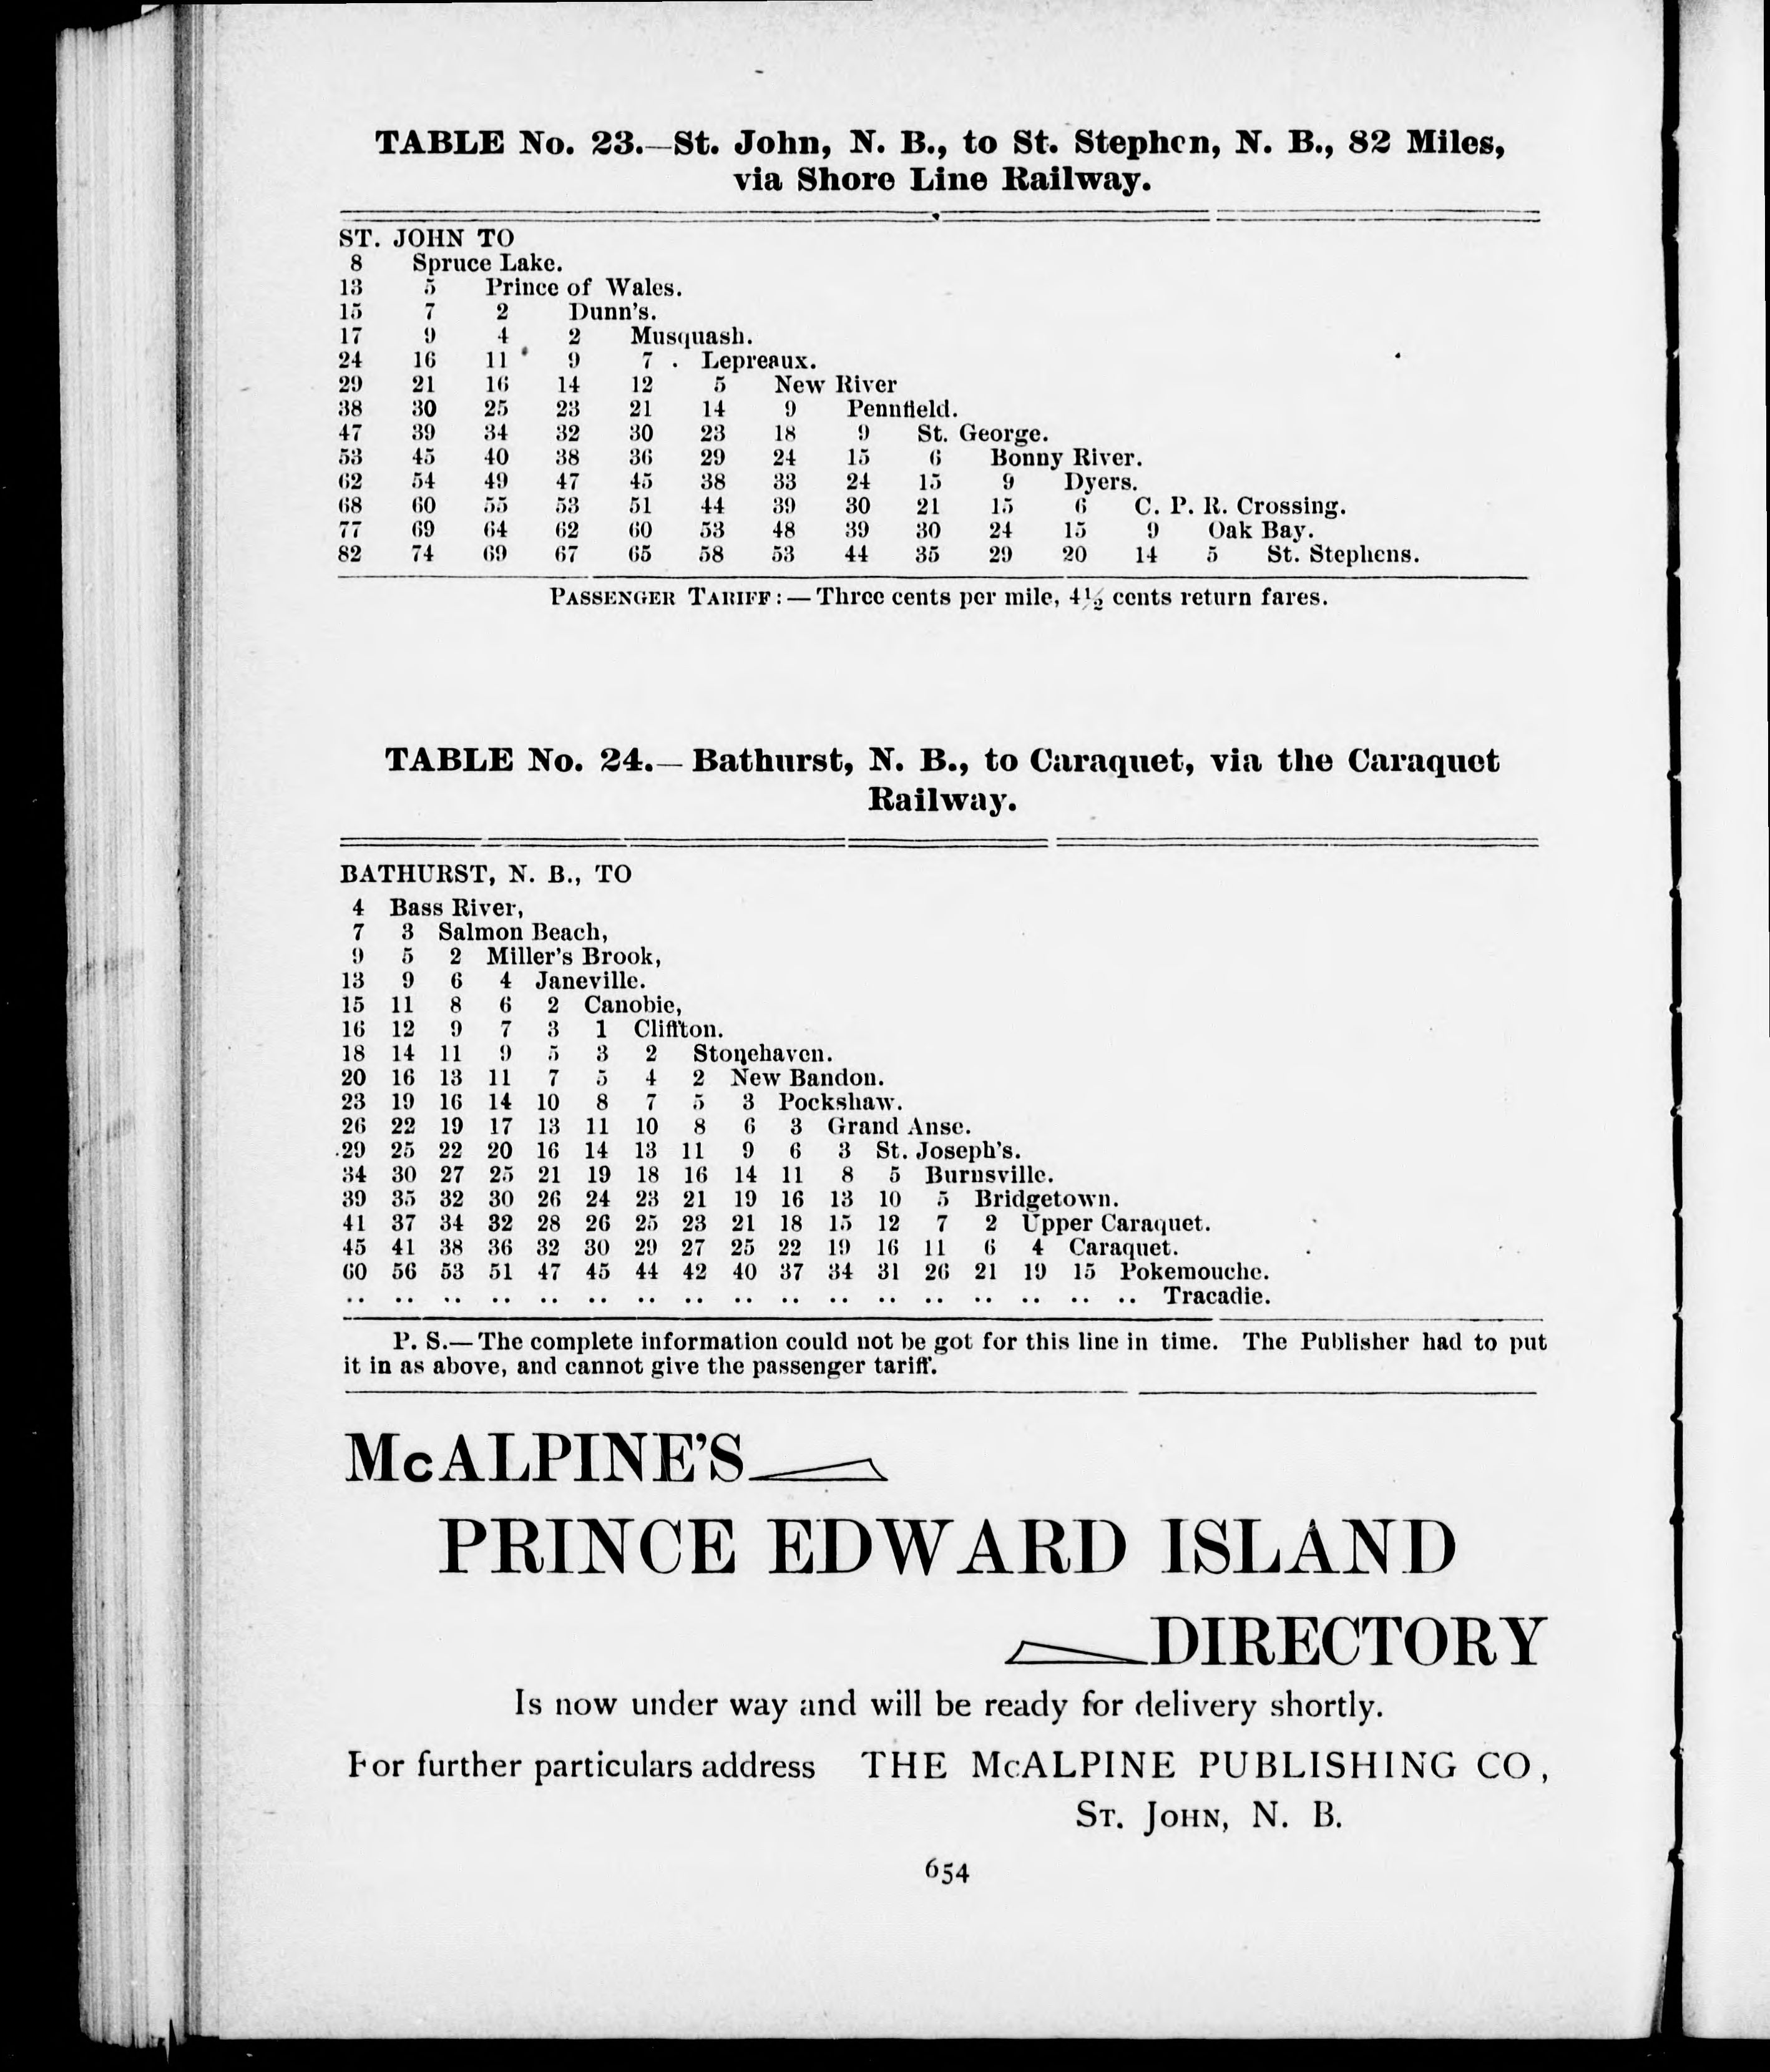 TABLE No. 23.—St. John, N. B., to St. Stephen, N. B., 82 Miles,
via Shore Line Railway.
ST. JOHN TO
8 Spruce Lake.
13 5 Prince of Wales.
15 7 2 Dunn's.
17 9 4 2 Musquash.
24 16 11 9 7 . Lepreaux.
29 21 16 14 12 5 New River
38 30 25 23 21 14 9 Pennfield.
47 39 34 32 30 23 18 9 St. George.
53 45 40 38 36 29 24 15 6 Bonny River.
62 54 49 47 45 38 33 24 15 9 Dyers.
68 60 55 53 51 44 39 30 21 15 6 C. P. R. Crossing.
77 69 64 62 60 53 48 39 30 24 15 9 Oak Bay.
82 74 69 67 65 58 53 44 35 29 20 14 5 St. Stephens.
PASSENGER TARIFF:—Three cents per mile, 4½ cents return fares.
TABLE No. 24.—Bathurst, N. B., to Caraquet, via the Caraquet
Railway.
BATHURST, N. B., TO
4 Bass River,
7 3 Salmon Beach,
9 5 2 Miller's Brook,
13 9 6 4 Janeville.
15 11 8 6 2 Canobie,
16 12 9 7 3 1 Cliffton.
18 14 11 9 5 3 2 Stonehaven.
20 16 13 11 7 5 4 2 New Bandon.
23 19 16 14 10 8 7 5 3 Pockshaw.
26 22 19 17 13 11 10 8 6 3 Grand Anse.
29 25 22 20 16 14 13 11 9 6 3 St. Joseph's.
34 30 27 25 21 19 18 16 14 11 8 5 Burnsville.
39 35 32 30 26 24 23 21 19 16 13 10 5 Bridgetown.
41 37 34 32 28 26 25 23 21 18 15 12 7 2 Upper Caraquet.
45 41 38 36 32 30 29 27 25 22 19 16 11 6 4 Caraquet.
60 56 53 51 47 45 44 42 40 37 34 31 26 21 19 15 Pokemouche.
.. .. .. .. .. .. .. .. .. .. .. .. .. .. .. .. .. Tracadie.
P. S.—The complete information could not be got for this line in time. The Publisher had to put
it in as above, and cannot give the passenger tariff.
McALPINE'S
PRINCE EDWARD ISLAND
DIRECTORY
Is now under way and will be ready for delivery shortly.
For further particulars address THE McALPINE PUBLISHING CO,
ST. JOHN, N. B.
654